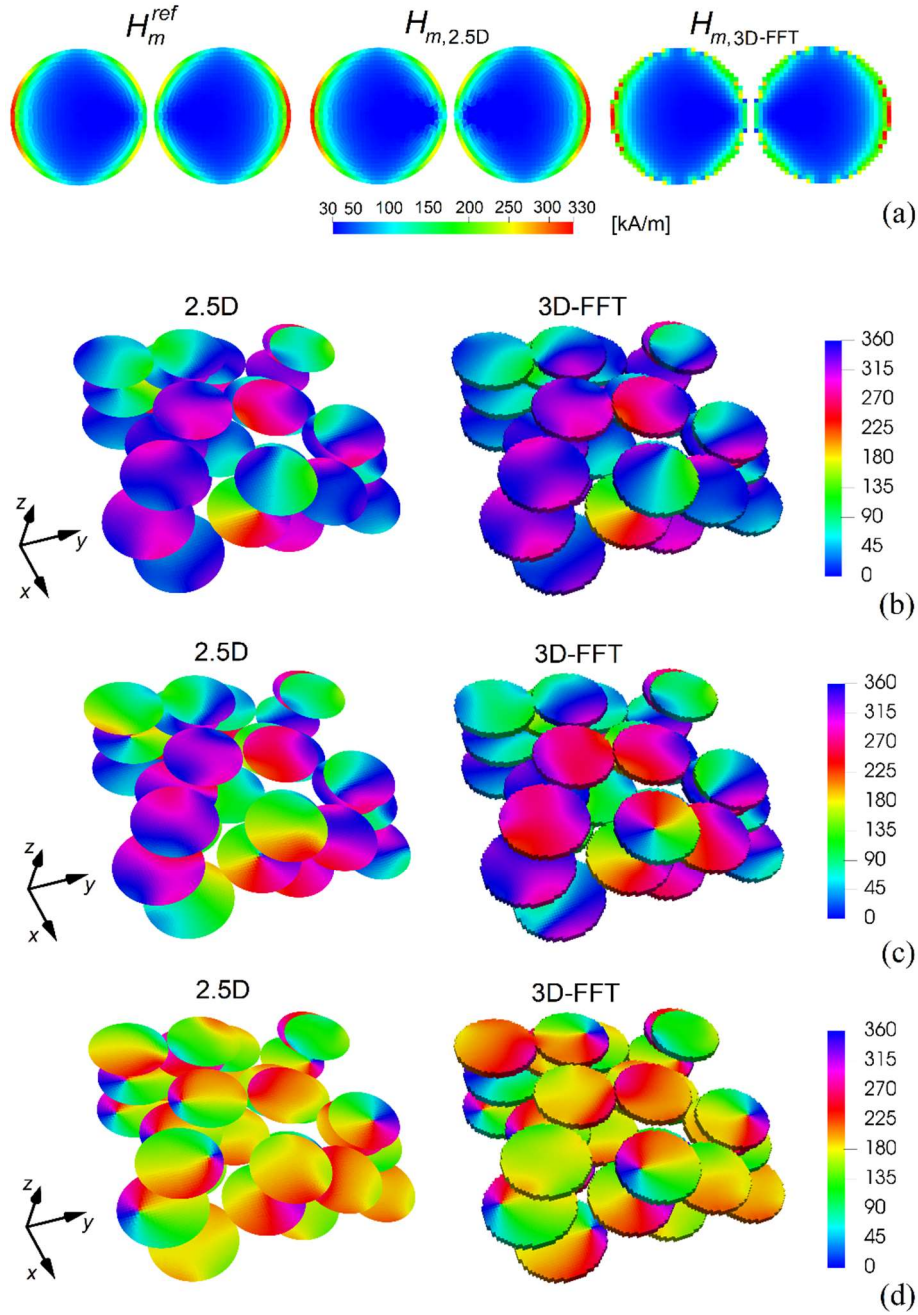 H_m^ref H_m,2.5D H_m,3D-FFT
30 50 100 150 200 250 300 330
[kA/m]
(a)
2.5D 3D-FFT
360
315
270
225
180
135
90
45
0
z
y
x
(b)
2.5D 3D-FFT
360
315
270
225
180
135
90
45
0
z
y
x
(c)
2.5D 3D-FFT
360
315
270
225
180
135
90
45
0
z
y
x
(d)